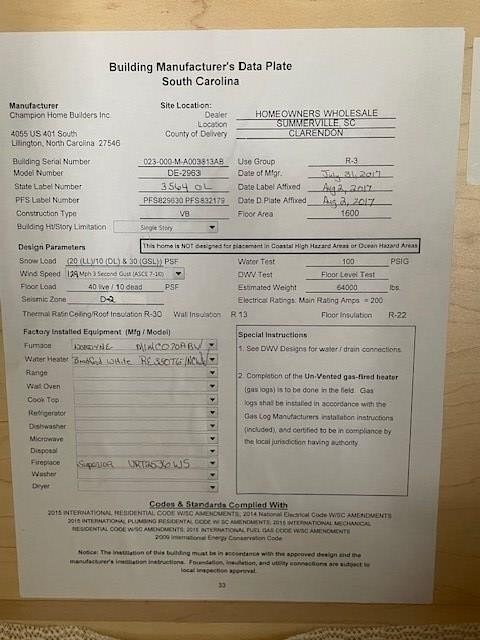 Building Manufacturer's Data Plate
South Carolina
Manufacturer
Champion Home Builders Inc.
4055 US 401 South
Lillington, North Carolina 27546
Site Location:
Dealer HOMEOWNERS WHOLESALE
Location SUMMERVILLE, SC
County of Delivery CLARENDON
Building Serial Number 023-000-M-A003813AB Use Group R-3
Model Number DE-2963I Date of Mfgr. July 31, 2017
State Label Number 3564 OL Date Label Affixed Aug 2, 2017
PFS Label Number PFS829630 PFS832179 Date D.Plate Affixed Aug 2, 2017
Construction Type VB Floor Area 1600
Building Ht/Story Limitation Single Story
Design Parameters This home is NOT designed for placement in Coastal High Hazard Areas or Ocean Hazard Areas
Snow Load (20 (LL)/10 (DL) & 30 (GSL)) PSF Water Test 100 PSIG
Wind Speed Mph 3 Second Gust (ASCE 7-10) DWV Test Floor Level Test
Floor Load 40 live / 10 dead PSF Estimated Weight 64000 lbs.
Seismic Zone D-2 Electrical Ratings: Main Rating Amps = 200
Thermal Ratin Ceiling/Roof Insulation R-30 Wall Insulation R 13 Floor Insulation R-22
Factory Installed Equipment (Mfg / Model)
Furnace NORDYNE
Water Heater Bradford White
Range
Wall Oven
Cook Top
Refrigerator
Dishwasher
Microwave
Disposal
Fireplace Superior
Washer
Dryer
Special Instructions
1. See DWV Designs for water / drain connections.
2. Completion of the Un-Vented gas-fired heater
(gas logs) is to be done in the field. Gas
logs shall be installed in accordance with the
Gas Log Manufacturers installation instructions
(included), and certified to be in compliance by
the local jurisdiction having authority.
Codes & Standards Complied With
2015 INTERNATIONAL RESIDENTIAL CODE W/SC AMENDMENTS; 2014 National Electrical Code W/SC AMENDMENTS
2015 INTERNATIONAL PLUMBING RESIDENTIAL CODE W/ SC AMENDMENTS; 2015 INTERNATIONAL MECHANICAL
RESIDENTIAL CODE W/SC AMENDMENTS; 2015 INTERNATIONAL FUEL GAS CODE W/SC AMENDMENTS
2009 International Energy Conservation Code
Notice: The instillation of this building must be in accordance with the approved design and the
manufacturer's instillation instructions. Foundation, insulation, and utility connections are subject to
local inspection approval.
33